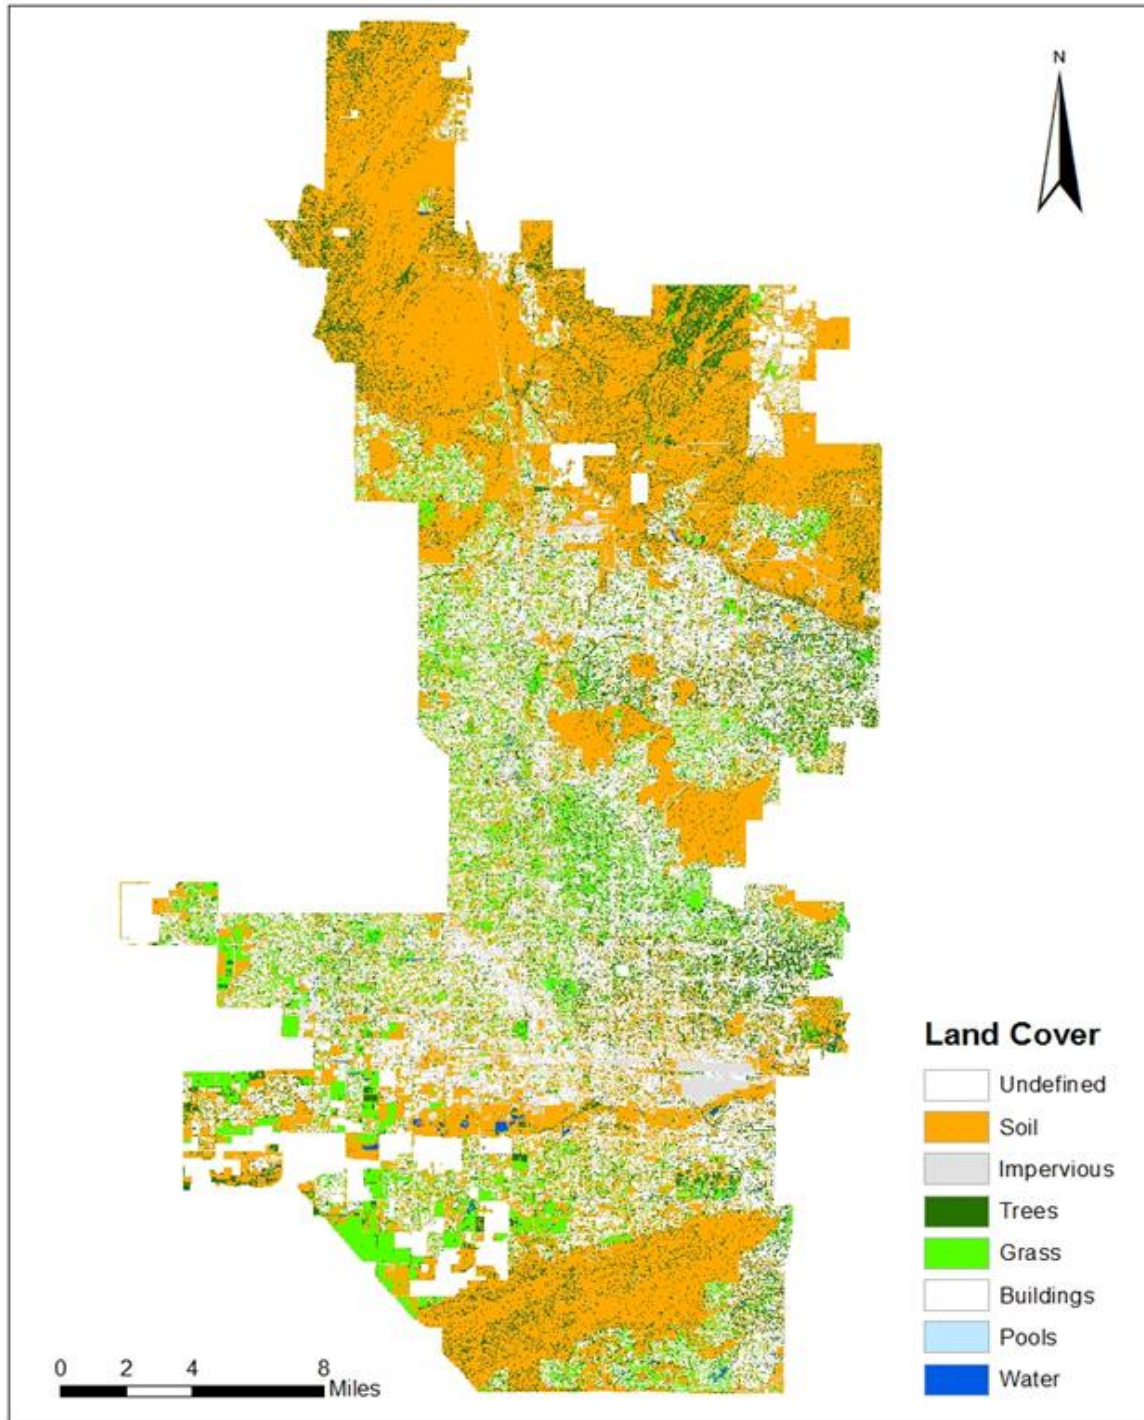 N
Land Cover
Undefined
Soil
Impervious
Trees
Grass
Buildings
Pools
Water
0 2 4 8
Miles